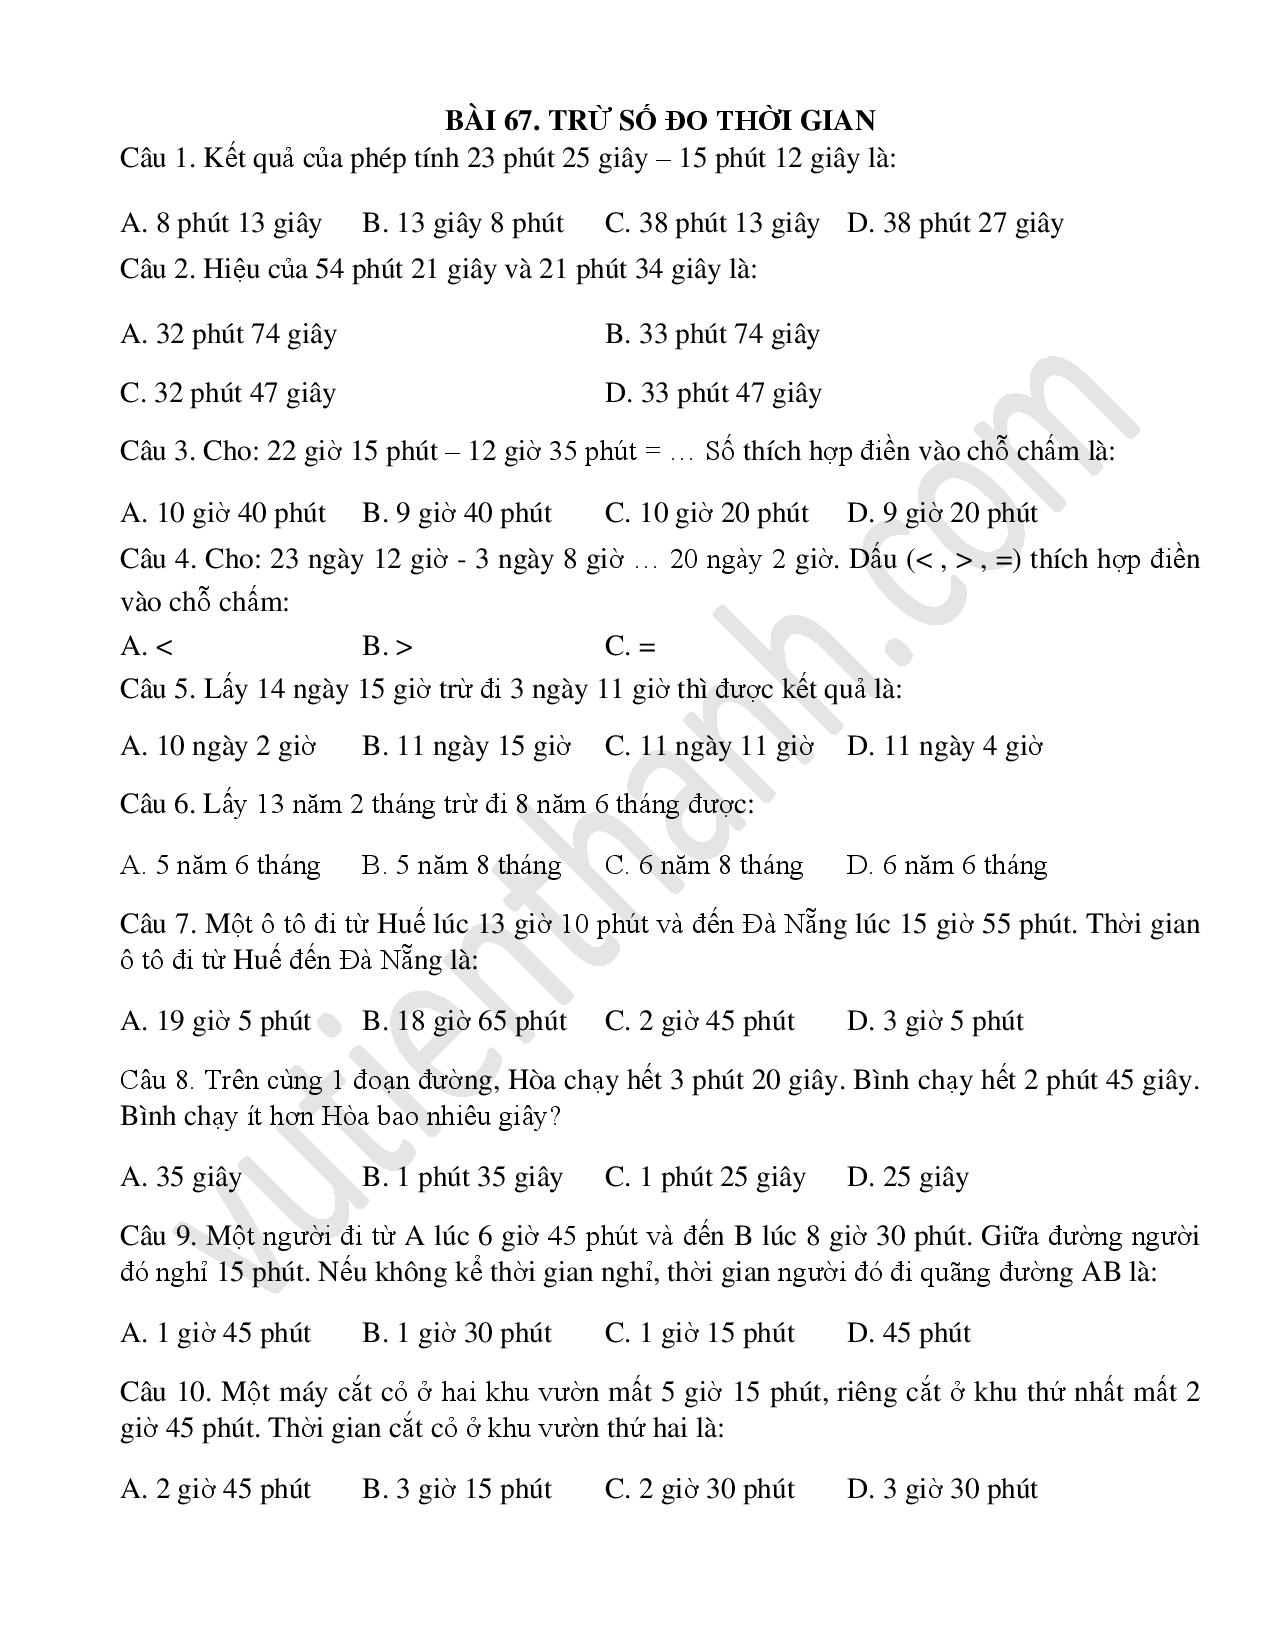 BÀI 67. TRỪ SỐ ĐO THỜI GIAN
Câu 1. Kết quả của phép tính 23 phút 25 giây – 15 phút 12 giây là:
A. 8 phút 13 giây B. 13 giây 8 phút C. 38 phút 13 giây D. 38 phút 27 giây
Câu 2. Hiệu của 54 phút 21 giây và 21 phút 34 giây là:
A. 32 phút 74 giây B. 33 phút 74 giây
C. 32 phút 47 giây D. 33 phút 47 giây
Câu 3. Cho: 22 giờ 15 phút – 12 giờ 35 phút = … Số thích hợp điền vào chỗ chấm là:
A. 10 giờ 40 phút B. 9 giờ 40 phút C. 10 giờ 20 phút D. 9 giờ 20 phút
Câu 4. Cho: 23 ngày 12 giờ - 3 ngày 8 giờ … 20 ngày 2 giờ. Dấu (< , > , =) thích hợp điền
vào chỗ chấm:
A. < B. > C. =
Câu 5. Lấy 14 ngày 15 giờ trừ đi 3 ngày 11 giờ thì được kết quả là:
A. 10 ngày 2 giờ B. 11 ngày 15 giờ C. 11 ngày 11 giờ D. 11 ngày 4 giờ
Câu 6. Lấy 13 năm 2 tháng trừ đi 8 năm 6 tháng được:
A. 5 năm 6 tháng B. 5 năm 8 tháng C. 6 năm 8 tháng D. 6 năm 6 tháng
Câu 7. Một ô tô đi từ Huế lúc 13 giờ 10 phút và đến Đà Nẵng lúc 15 giờ 55 phút. Thời gian
ô tô đi từ Huế đến Đà Nẵng là:
A. 19 giờ 5 phút B. 18 giờ 65 phút C. 2 giờ 45 phút D. 3 giờ 5 phút
Câu 8. Trên cùng 1 đoạn đường, Hòa chạy hết 3 phút 20 giây. Bình chạy hết 2 phút 45 giây.
Bình chạy ít hơn Hòa bao nhiêu giây?
A. 35 giây B. 1 phút 35 giây C. 1 phút 25 giây D. 25 giây
Câu 9. Một người đi từ A lúc 6 giờ 45 phút và đến B lúc 8 giờ 30 phút. Giữa đường người
đó nghỉ 15 phút. Nếu không kể thời gian nghỉ, thời gian người đó đi quãng đường AB là:
A. 1 giờ 45 phút B. 1 giờ 30 phút C. 1 giờ 15 phút D. 45 phút
Câu 10. Một máy cắt cỏ ở hai khu vườn mất 5 giờ 15 phút, riêng cắt ở khu thứ nhất mất 2
giờ 45 phút. Thời gian cắt cỏ ở khu vườn thứ hai là:
A. 2 giờ 45 phút B. 3 giờ 15 phút C. 2 giờ 30 phút D. 3 giờ 30 phút
vutienthanh.com